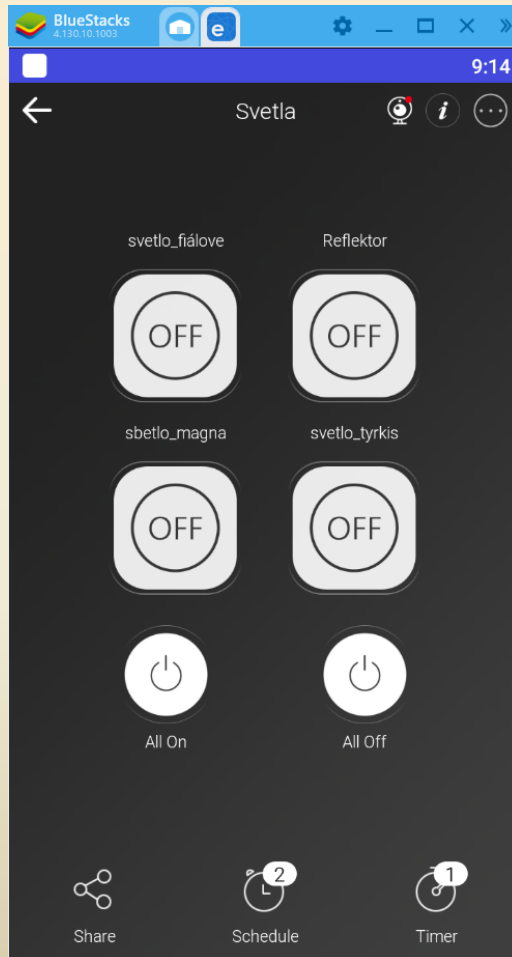 BlueStacks
4.130.10.1003
9:14
Svetla
svetlo_fiálove Reflektor
OFF OFF
sbetlo_magna svetlo_tyrkis
OFF OFF
All On All Off
2 1
Share Schedule Timer